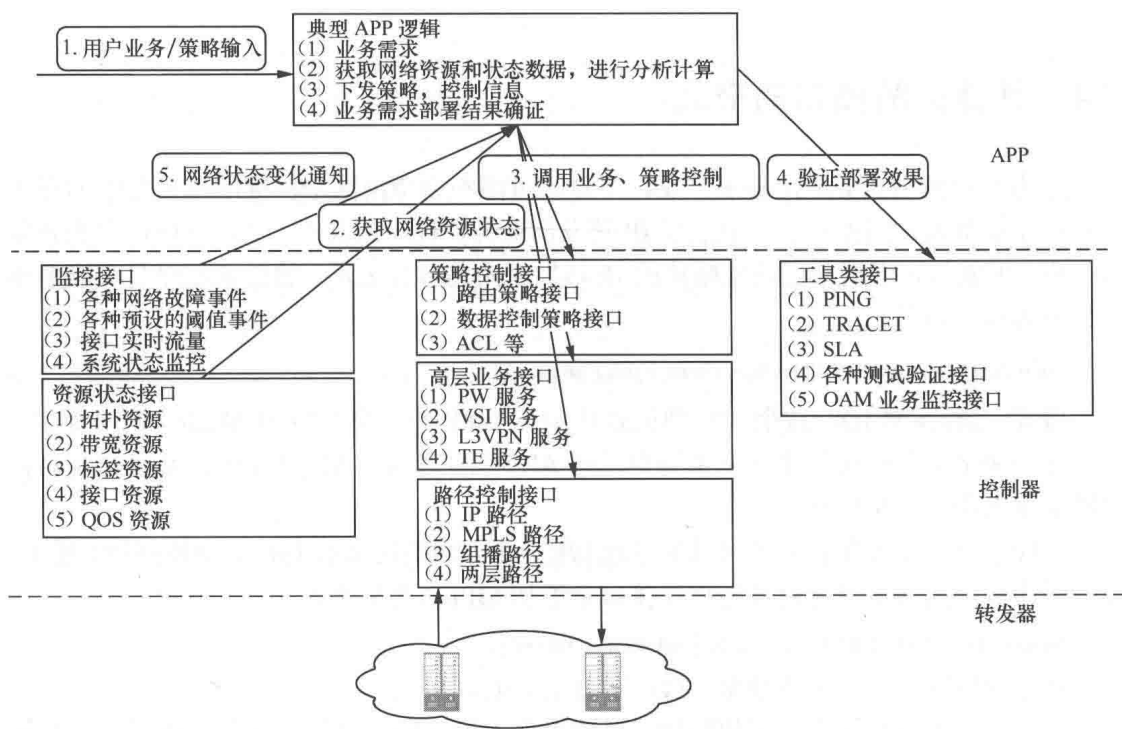 1. 用户业务/策略输入
典型 APP 逻辑
(1) 业务需求
(2) 获取网络资源和状态数据，进行分析计算
(3) 下发策略，控制信息
(4) 业务需求部署结果确证
5. 网络状态变化通知
3. 调用业务、策略控制
4. 验证部署效果
APP
2. 获取网络资源状态
监控接口
(1) 各种网络故障事件
(2) 各种预设的阈值事件
(3) 接口实时流量
(4) 系统状态监控
资源状态接口
(1) 拓扑资源
(2) 带宽资源
(3) 标签资源
(4) 接口资源
(5) QOS 资源
策略控制接口
(1) 路由策略接口
(2) 数据控制策略接口
(3) ACL 等
高层业务接口
(1) PW 服务
(2) VSI 服务
(3) L3VPN 服务
(4) TE 服务
路径控制接口
(1) IP 路径
(2) MPLS 路径
(3) 组播路径
(4) 两层路径
工具类接口
(1) PING
(2) TRACET
(3) SLA
(4) 各种测试验证接口
(5) OAM 业务监控接口
控制器
转发器